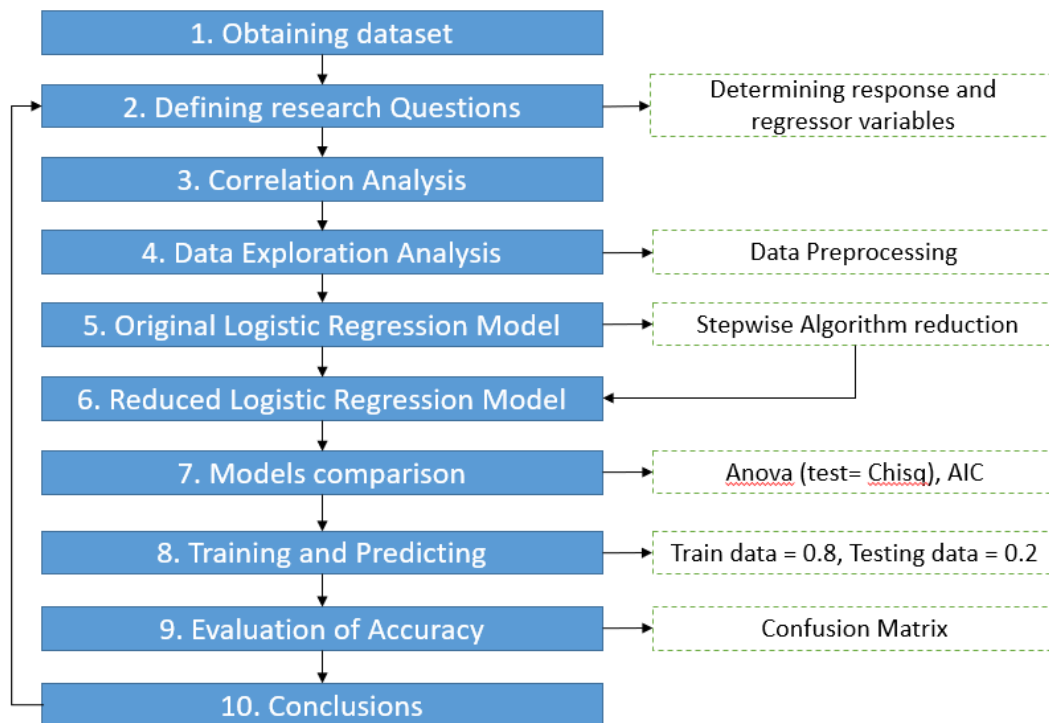 1. Obtaining dataset
2. Defining research Questions
Determining response and
regressor variables
3. Correlation Analysis
4. Data Exploration Analysis
Data Preprocessing
5. Original Logistic Regression Model
Stepwise Algorithm reduction
6. Reduced Logistic Regression Model
7. Models comparison
Anova (test= Chisq), AIC
8. Training and Predicting
Train data = 0.8, Testing data = 0.2
9. Evaluation of Accuracy
Confusion Matrix
10. Conclusions